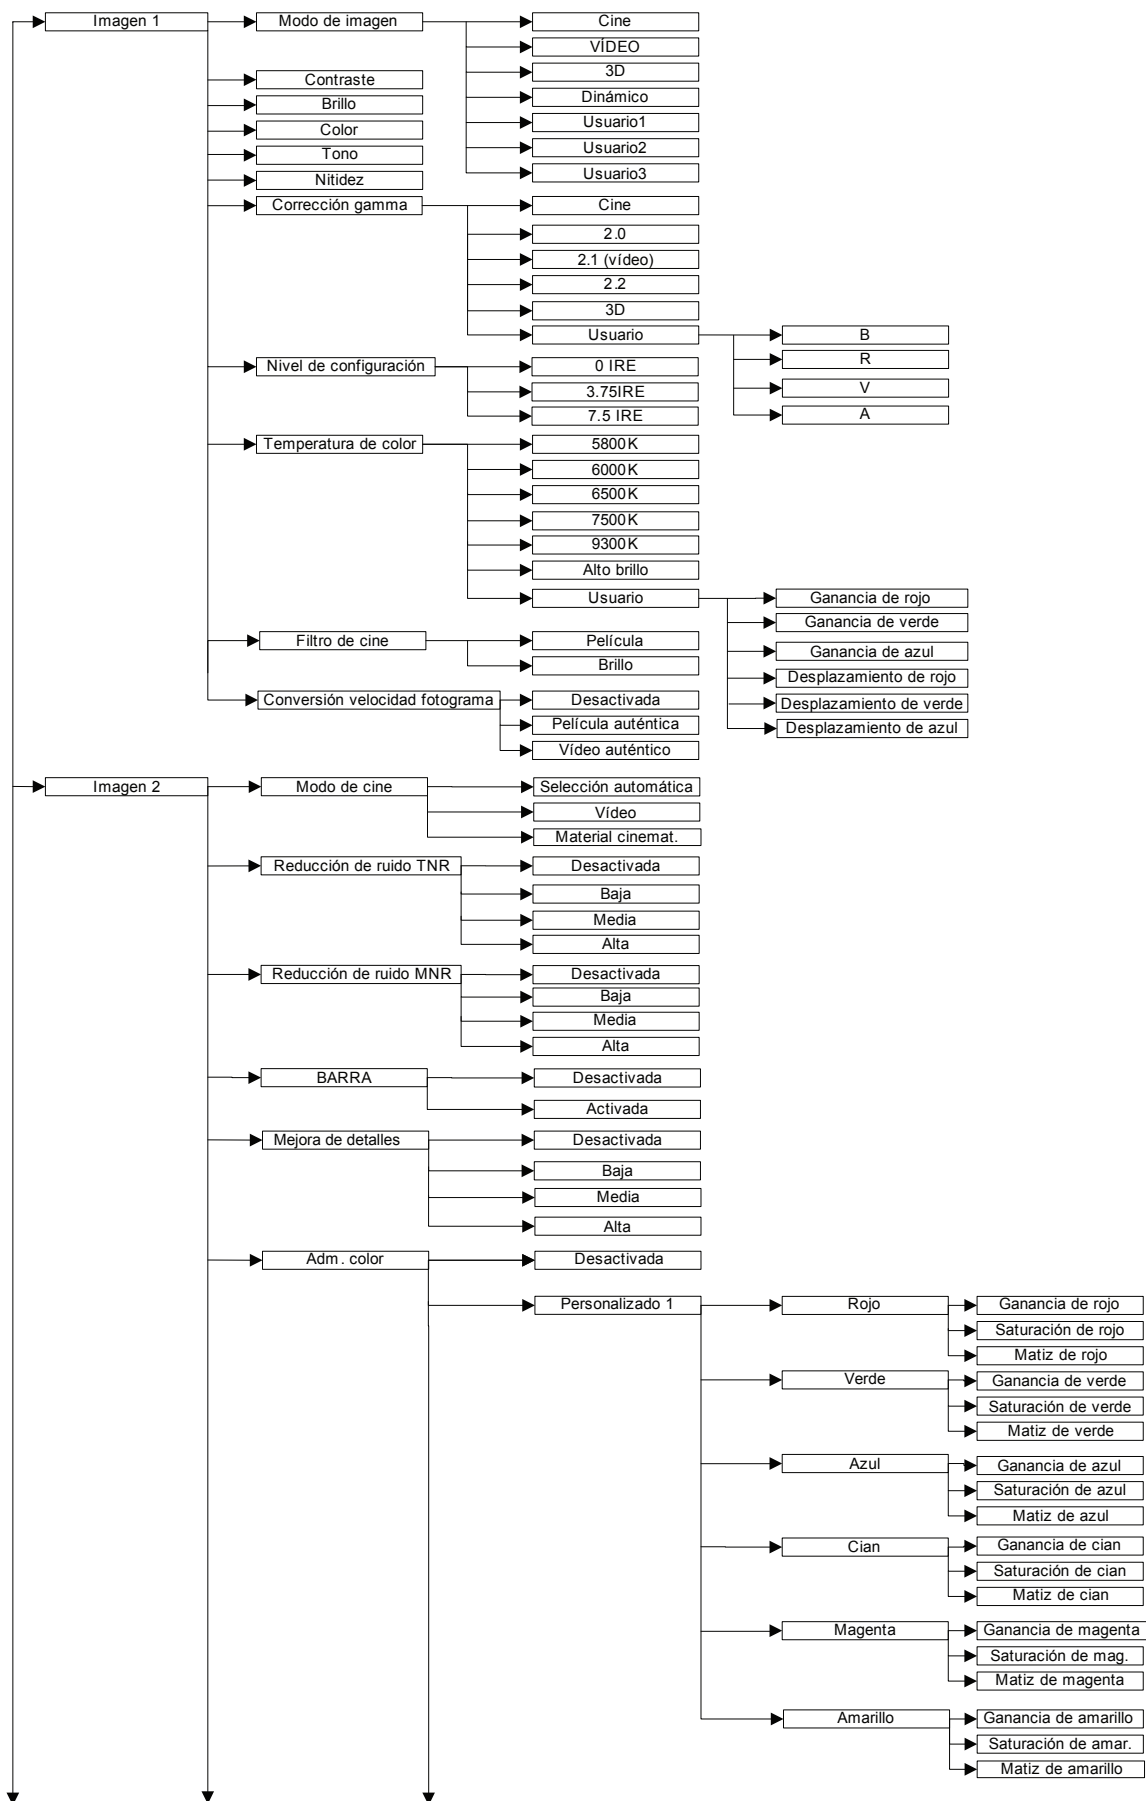 Imagen 1
Modo de imagen
Cine
VÍDEO
3D
Dinámico
Usuario1
Usuario2
Usuario3
Contraste
Brillo
Color
Tono
Nitidez
Corrección gamma
Cine
2.0
2.1 (vídeo)
2.2
3D
Usuario
B
R
V
A
Nivel de configuración
0 IRE
3.75IRE
7.5 IRE
Temperatura de color
5800K
6000K
6500K
7500K
9300K
Alto brillo
Usuario
Ganancia de rojo
Ganancia de verde
Ganancia de azul
Desplazamiento de rojo
Desplazamiento de verde
Desplazamiento de azul
Filtro de cine
Película
Brillo
Conversión velocidad fotograma
Desactivada
Película auténtica
Vídeo auténtico
Imagen 2
Modo de cine
Selección automática
Vídeo
Material cinemat.
Reducción de ruido TNR
Desactivada
Baja
Media
Alta
Reducción de ruido MNR
Desactivada
Baja
Media
Alta
BARRA
Desactivada
Activada
Mejora de detalles
Desactivada
Baja
Media
Alta
Adm. color
Desactivada
Personalizado 1
Rojo
Ganancia de rojo
Saturación de rojo
Matiz de rojo
Verde
Ganancia de verde
Saturación de verde
Matiz de verde
Azul
Ganancia de azul
Saturación de azul
Matiz de azul
Cian
Ganancia de cian
Saturación de cian
Matiz de cian
Magenta
Ganancia de magenta
Saturación de mag.
Matiz de magenta
Amarillo
Ganancia de amarillo
Saturación de amar.
Matiz de amarillo